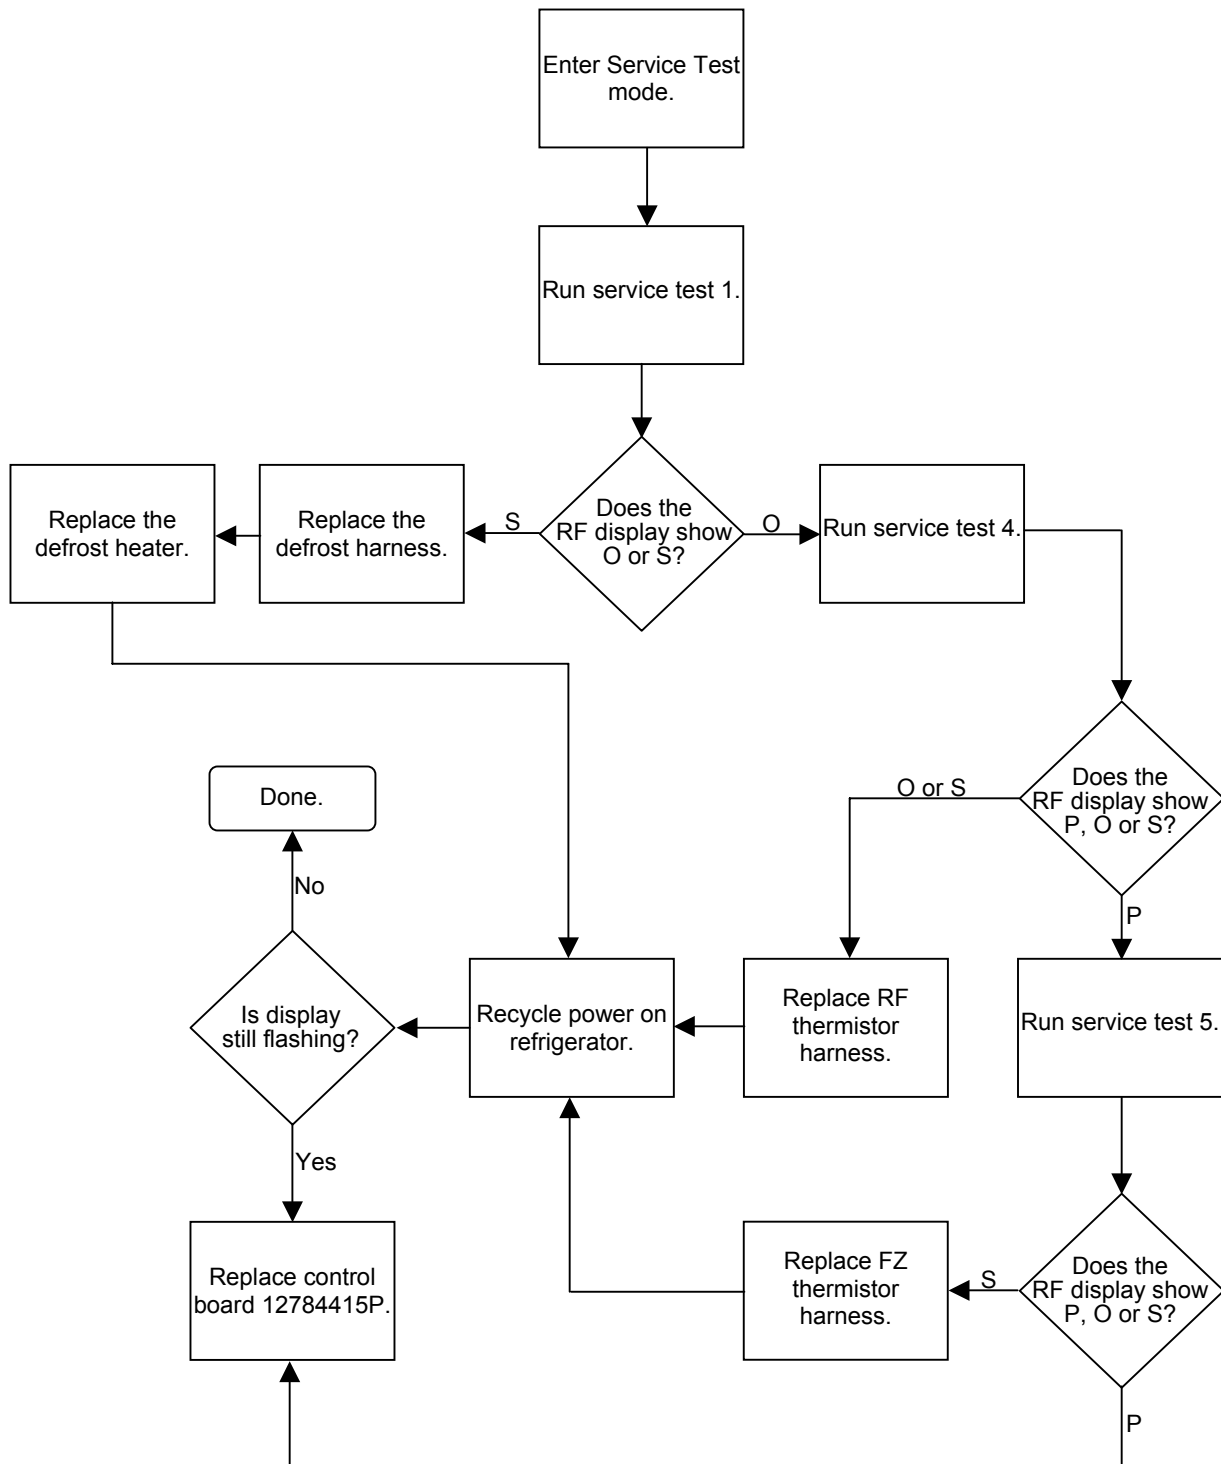 Enter Service Test
mode.
Run service test 1.
Does the
RF display show
O or S?
S
O
Replace the
defrost harness.
Replace the
defrost heater.
Run service test 4.
Does the
RF display show
P, O or S?
O or S
P
Done.
No
Is display
still flashing?
Yes
Recycle power on
refrigerator.
Replace RF
thermistor
harness.
Run service test 5.
Replace control
board 12784415P.
Replace FZ
thermistor
harness.
S
Does the
RF display show
P, O or S?
P